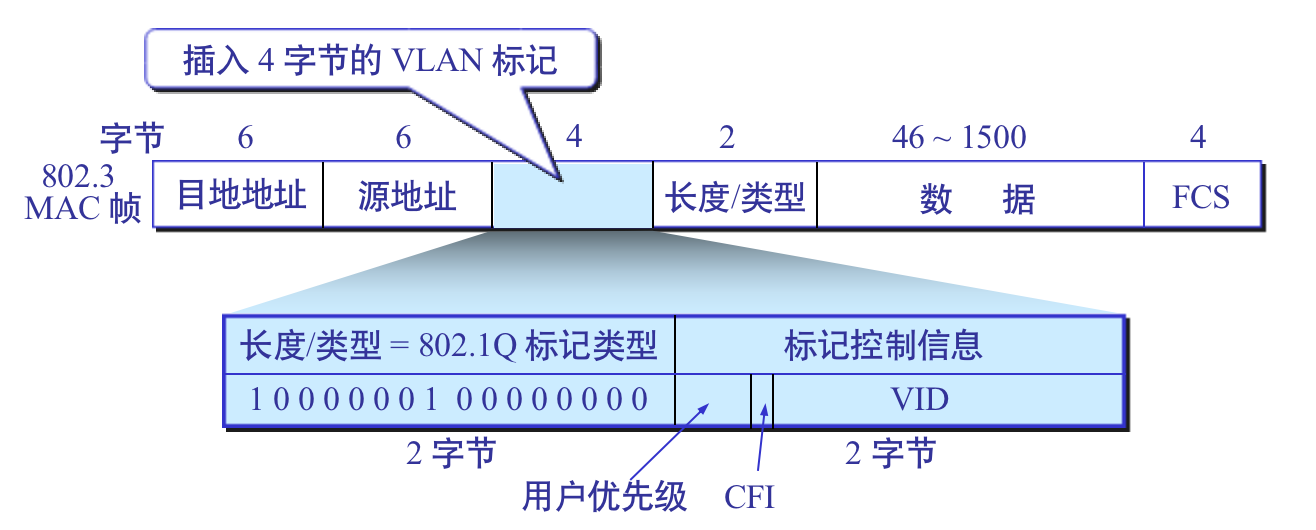 插入 4 字节的 VLAN 标记
字节 6 6 4 2 46 ~ 1500 4
802.3
MAC 帧
目地地址 源地址 长度/类型 数 据 FCS
长度/类型 = 802.1Q 标记类型 标记控制信息
1 0 0 0 0 0 0 1 0 0 0 0 0 0 0 0 VID
2 字节 2 字节
用户优先级 CFI